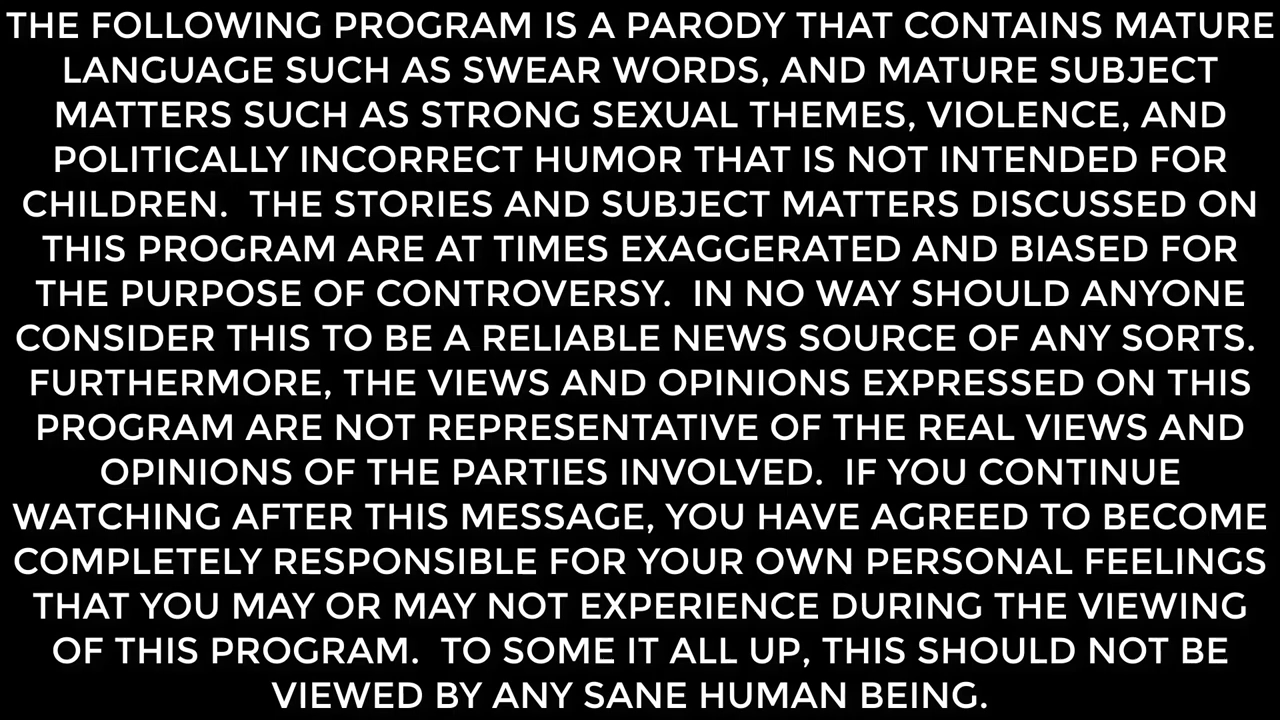 THE FOLLOWING PROGRAM IS A PARODY THAT CONTAINS MATURE
LANGUAGE SUCH AS SWEAR WORDS, AND MATURE SUBJECT
MATTERS SUCH AS STRONG SEXUAL THEMES, VIOLENCE, AND
POLITICALLY INCORRECT HUMOR THAT IS NOT INTENDED FOR
CHILDREN.  THE STORIES AND SUBJECT MATTERS DISCUSSED ON
THIS PROGRAM ARE AT TIMES EXAGGERATED AND BIASED FOR
THE PURPOSE OF CONTROVERSY.  IN NO WAY SHOULD ANYONE
CONSIDER THIS TO BE A RELIABLE NEWS SOURCE OF ANY SORTS.
FURTHERMORE, THE VIEWS AND OPINIONS EXPRESSED ON THIS
PROGRAM ARE NOT REPRESENTATIVE OF THE REAL VIEWS AND
OPINIONS OF THE PARTIES INVOLVED.  IF YOU CONTINUE
WATCHING AFTER THIS MESSAGE, YOU HAVE AGREED TO BECOME
COMPLETELY RESPONSIBLE FOR YOUR OWN PERSONAL FEELINGS
THAT YOU MAY OR MAY NOT EXPERIENCE DURING THE VIEWING
OF THIS PROGRAM.  TO SOME IT ALL UP, THIS SHOULD NOT BE
VIEWED BY ANY SANE HUMAN BEING.